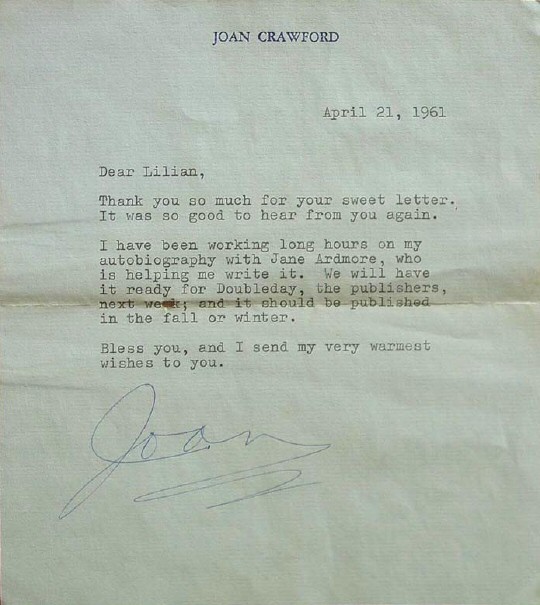 JOAN CRAWFORD
April 21, 1961
Dear Lilian,
Thank you so much for your sweet letter.
It was so good to hear from you again.
I have been working long hours on my
autobiography with Jane Ardmore, who
is helping me write it. We will have
it ready for Doubleday, the publishers,
next week; and it should be published
in the fall or winter.
Bless you, and I send my very warmest
wishes to you.
Joan